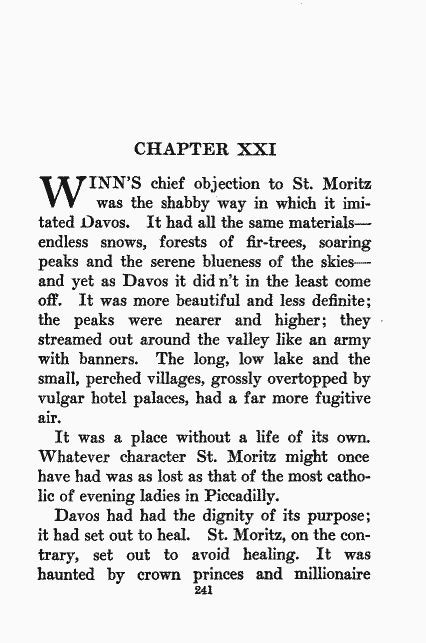 CHAPTER XXI
WINN'S chief objection to St. Moritz
was the shabby way in which it imi-
tated Davos. It had all the same materials—
endless snows, forests of fir-trees, soaring
peaks and the serene blueness of the skies—
and yet as Davos it didn't in the least come
off. It was more beautiful and less definite;
the peaks were nearer and higher; they
streamed out around the valley like an army
with banners. The long, low lake and the
small, perched villages, grossly overtopped by
vulgar hotel palaces, had a far more fugitive
air.
It was a place without a life of its own.
Whatever character St. Moritz might once
have had was as lost as that of the most catho-
lic of evening ladies in Piccadilly.
Davos had had the dignity of its purpose;
it had set out to heal. St. Moritz, on the con-
trary, set out to avoid healing. It was
haunted by crown princes and millionaire
241